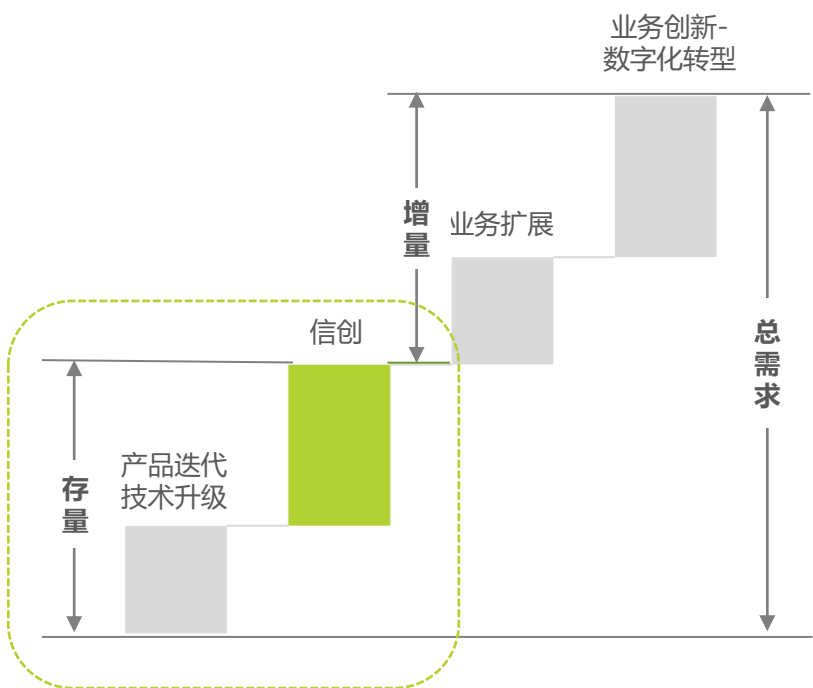 业务创新-
数字化转型
增量
业务扩展
信创
总需求
产品迭代
技术升级
存量